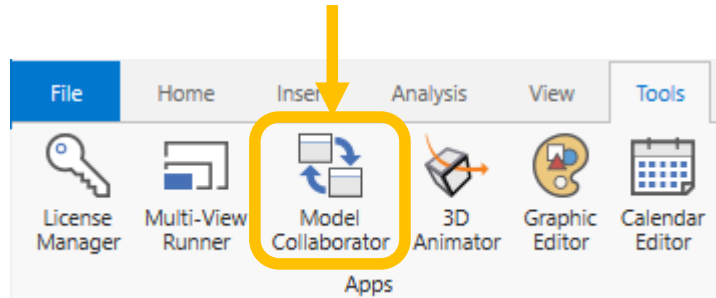 File Home Insert Analysis View Tools
License Multi-View Model 3D Graphic Calendar
Manager Runner Collaborator Animator Editor Editor
Apps